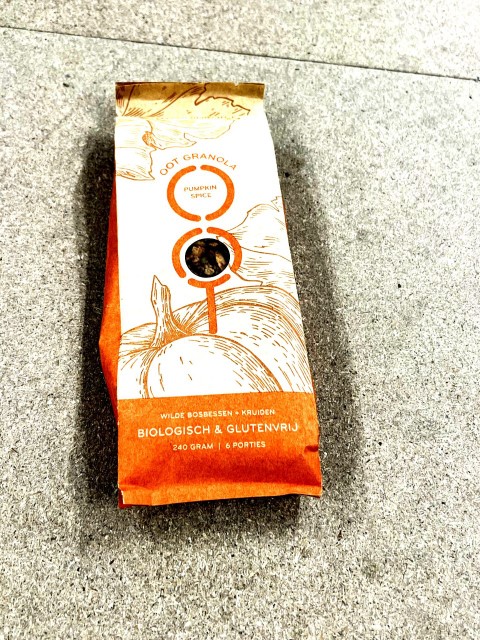 OOT GRANOLA
PUMPKIN
SPICE
WILDE BOSBESSEN + KRUIDEN
BIOLOGISCH & GLUTENVRIJ
240 GRAM | 6 PORTIES